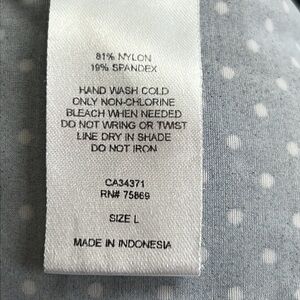 81% NYLON
19% SPANDEX
HAND WASH COLD
ONLY NON-CHLORINE
BLEACH WHEN NEEDED
DO NOT WRING OR TWIST
LINE DRY IN SHADE
DO NOT IRON
CA34371
RN# 75869
SIZE L
MADE IN INDONESIA